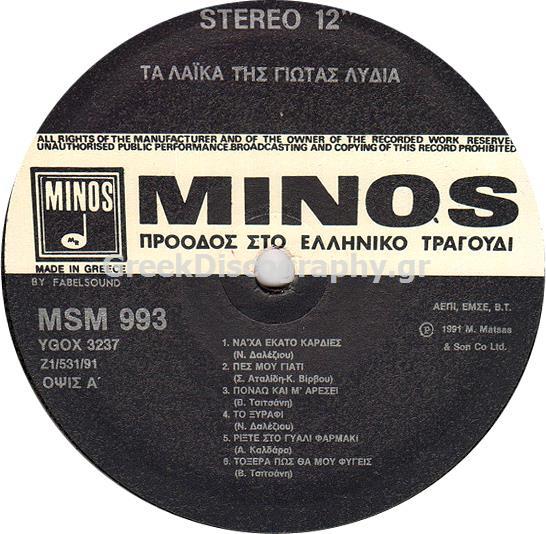 STEREO 12"
ΤΑ ΛΑΪΚΑ ΤΗΣ ΓΙΩΤΑΣ ΛΥΔΙΑ
ALL RIGHTS OF THE MANUFACTURER AND OF THE OWNER OF THE RECORDED WORK RESERVED
UNAUTHORISED PUBLIC PERFORMANCE.BROADCASTING AND COPYING OF THIS RECORD PROHIBITED
MINOS
MINOS
ΠΡΟΟΔΟΣ ΣΤΟ ΕΛΛΗΝΙΚΟ ΤΡΑΓΟΥΔΙ
GreekDiscography.gr
MADE IN GREECE
BY FABELSOUND
MSM 993
YGOX 3237
Z1/531/91
ΟΨΙΣ Α΄
ΑΕΠΙ, ΕΜΣΕ, Β.Τ.
℗ 1991 M. Matsas
& Son Co Ltd.
1. ΝΑ'ΧΑ ΕΚΑΤΟ ΚΑΡΔΙΕΣ
(Ν. Δαλέζιου)
2. ΠΕΣ ΜΟΥ ΓΙΑΤΙ
(Σ. Αταλίδη-Κ. Βίρβου)
3. ΠΟΝΑΩ ΚΑΙ Μ' ΑΡΕΣΕΙ
(Β. Τσιτσάνη)
4. ΤΟ ΞΥΡΑΦΙ
(Ν. Δαλέζιου)
5. ΡΙΞΤΕ ΣΤΟ ΓΥΑΛΙ ΦΑΡΜΑΚΙ
(Α. Καλδάρα)
6. ΤΟΞΕΡΑ ΠΩΣ ΘΑ ΜΟΥ ΦΥΓΕΙΣ
(Β. Τσιτσάνη)